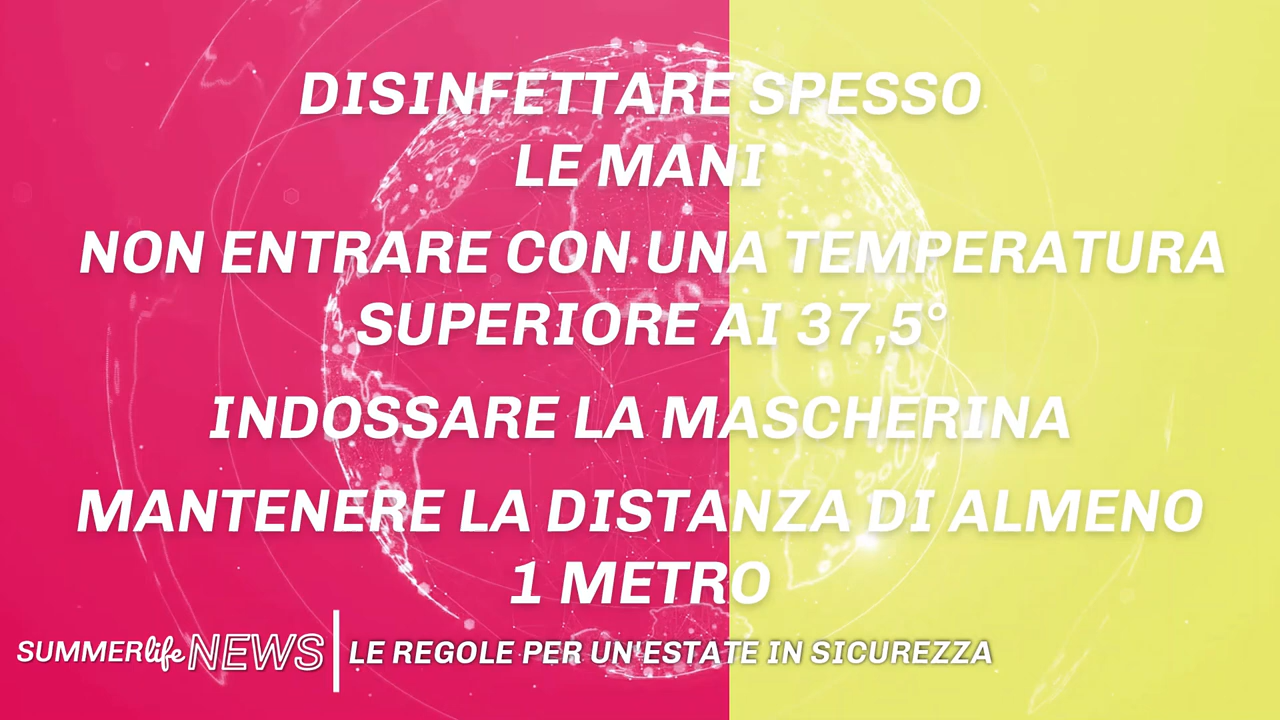 DISINFETTARE SPESSO
LE MANI
NON ENTRARE CON UNA TEMPERATURA
SUPERIORE AI 37,5°
INDOSSARE LA MASCHERINA
MANTENERE LA DISTANZA DI ALMENO
1 METRO
SUMMERlife NEWS
LE REGOLE PER UN'ESTATE IN SICUREZZA